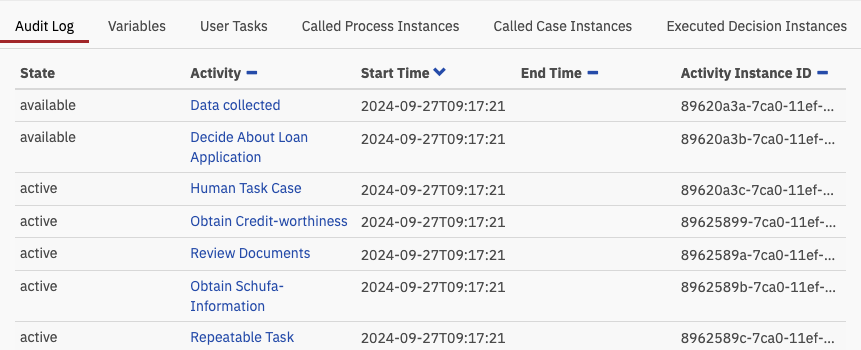 Audit Log Variables User Tasks Called Process Instances Called Case Instances Executed Decision Instances
State Activity Start Time End Time Activity Instance ID
available Data collected 2024-09-27T09:17:21 89620a3a-7ca0-11ef-...
available Decide About Loan 2024-09-27T09:17:21 89620a3b-7ca0-11ef-...
Application
active Human Task Case 2024-09-27T09:17:21 89620a3c-7ca0-11ef-...
active Obtain Credit-worthiness 2024-09-27T09:17:21 89625899-7ca0-11ef-...
active Review Documents 2024-09-27T09:17:21 8962589a-7ca0-11ef-...
active Obtain Schufa- 2024-09-27T09:17:21 8962589b-7ca0-11ef-...
Information
active Repeatable Task 2024-09-27T09:17:21 8962589c-7ca0-11ef-...